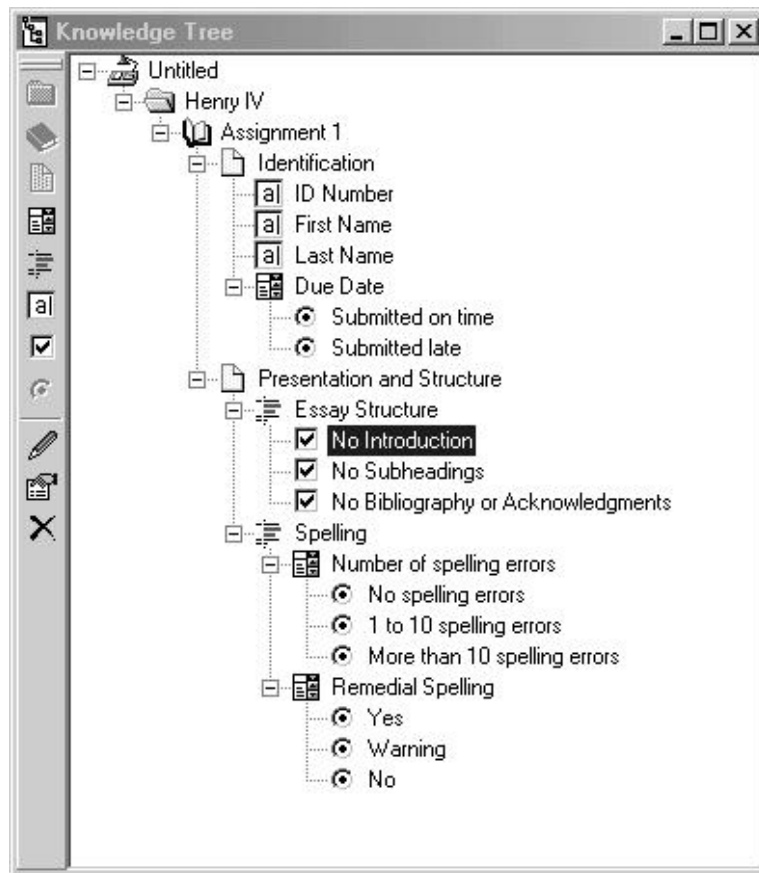 Knowledge Tree
Untitled
Henry IV
Assignment 1
Identification
a| ID Number
a| First Name
a| Last Name
Due Date
Submitted on time
Submitted late
Presentation and Structure
Essay Structure
No Introduction
No Subheadings
No Bibliography or Acknowledgments
Spelling
Number of spelling errors
No spelling errors
1 to 10 spelling errors
More than 10 spelling errors
Remedial Spelling
Yes
Warning
No
a|